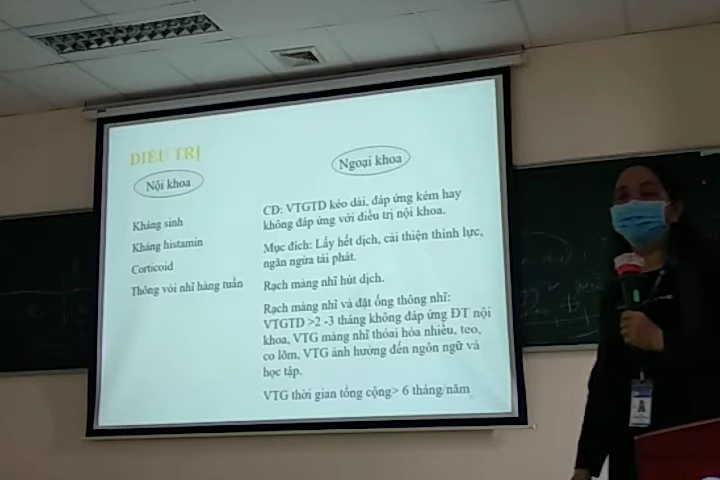 ĐIỀU TRỊ
Nội khoa
Kháng sinh
Kháng histamin
Corticoid
Thông vòi nhĩ hàng tuần
Ngoại khoa
CĐ: VTGTD kéo dài, đáp ứng kém hay
không đáp ứng với điều trị nội khoa.
Mục đích: Lấy hết dịch, cải thiện thính lực,
ngăn ngừa tái phát.
Rạch màng nhĩ hút dịch.
Rạch màng nhĩ và đặt ống thông nhĩ:
VTGTD >2 -3 tháng không đáp ứng ĐT nội
khoa, VTG màng nhĩ thoái hóa nhiều, teo,
co lõm, VTG ảnh hưởng đến ngôn ngữ và
học tập.
VTG thời gian tổng cộng> 6 tháng/năm